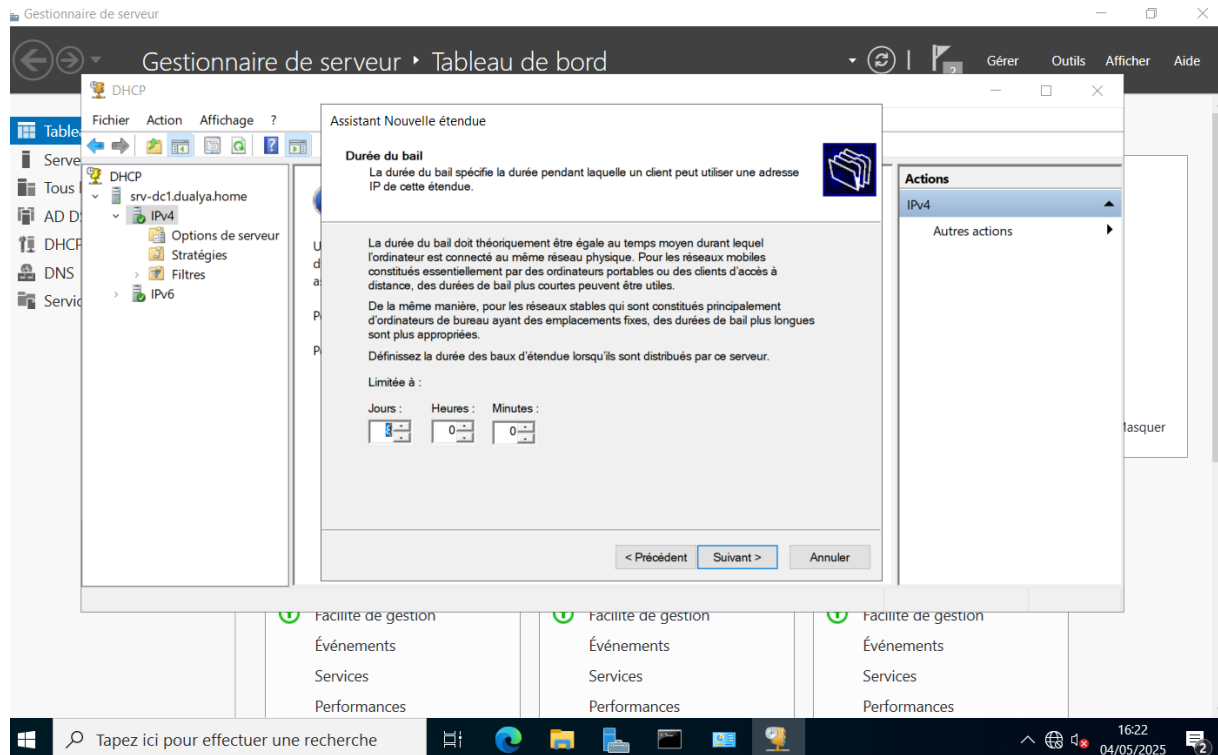 Gestionnaire de serveur
Gestionnaire de serveur • Tableau de bord
2
Gérer Outils Afficher Aide
DHCP
Fichier Action Affichage ?
Tous
DHCP
DNS
DHCP
srv-dc1.dualya.home
IPv4
Options de serveur
Stratégies
Filtres
IPv6
Assistant Nouvelle étendue
Durée du bail
La durée du bail spécifie la durée pendant laquelle un client peut utiliser une adresse
IP de cette étendue.
La durée du bail doit théoriquement être égale au temps moyen durant lequel
l'ordinateur est connecté au même réseau physique. Pour les réseaux mobiles
constitués essentiellement par des ordinateurs portables ou des clients d'accès à
distance, des durées de bail plus courtes peuvent être utiles.
De la même manière, pour les réseaux stables qui sont constitués principalement
d'ordinateurs de bureau ayant des emplacements fixes, des durées de bail plus longues
sont plus appropriées.
Définissez la durée des baux d'étendue lorsqu'ils sont distribués par ce serveur.
Limitée à :
Jours : Heures : Minutes :
0 0
< Précédent Suivant > Annuler
Actions
IPv4
Autres actions
Facilité de gestion Facilité de gestion Facilité de gestion
Événements Événements Événements
Services Services Services
Performances Performances Performances
Tapez ici pour effectuer une recherche
16:22
04/05/2025
2